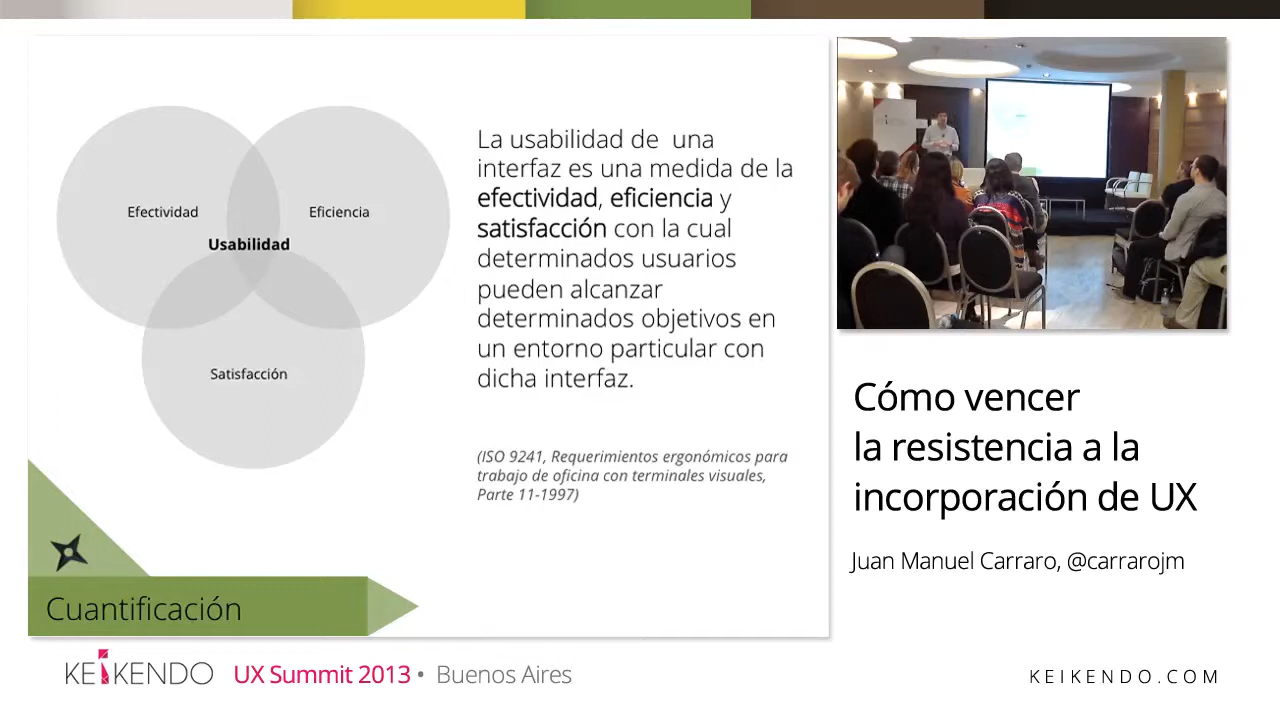 Efectividad
Eficiencia
Usabilidad
Satisfacción
La usabilidad de una
interfaz es una medida de la
efectividad, eficiencia y
satisfacción con la cual
determinados usuarios
pueden alcanzar
determinados objetivos en
un entorno particular con
dicha interfaz.
(ISO 9241, Requerimientos ergonómicos para
trabajo de oficina con terminales visuales,
Parte 11-1997)
Cuantificación
Cómo vencer
la resistencia a la
incorporación de UX
Juan Manuel Carraro, @carrarojm
KEIKENDO UX Summit 2013 • Buenos Aires
KEIKENDO.COM